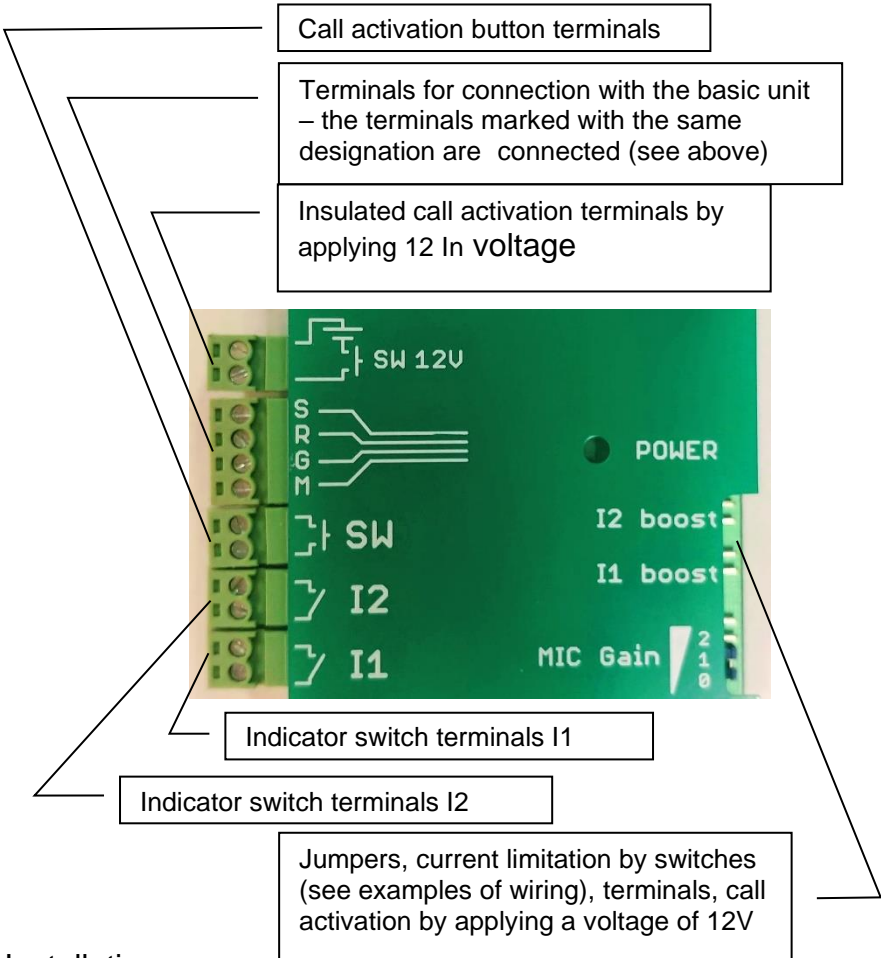 Call activation button terminals
Terminals for connection with the basic unit
– the terminals marked with the same
designation are connected (see above)
Insulated call activation terminals by
applying 12 In voltage
SW 12V
S
R
G
M
POWER
SW
I2 boost
I2
I1 boost
I1
MIC Gain
2
1
0
Indicator switch terminals I1
Indicator switch terminals I2
Jumpers, current limitation by switches
(see examples of wiring), terminals, call
activation by applying a voltage of 12V
Installation